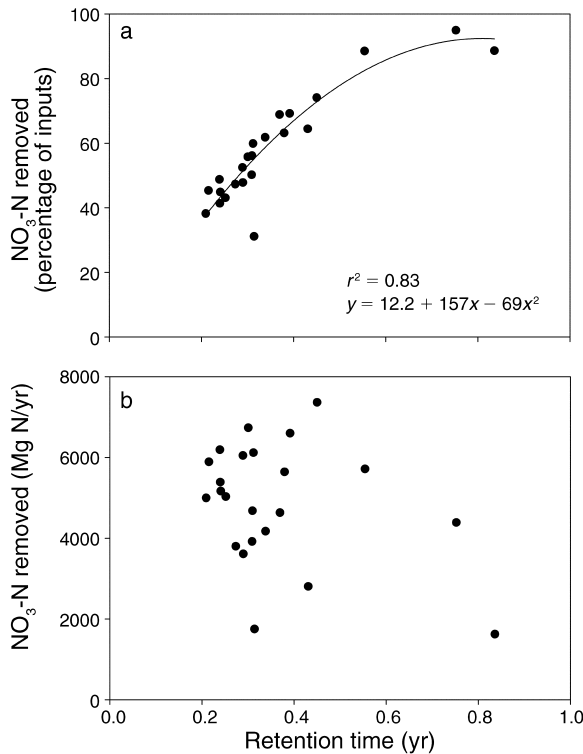 a
100
80
60
40
20
0
NO3-N removed
(percentage of inputs)
r² = 0.83
y = 12.2 + 157x − 69x²
b
8000
6000
4000
2000
0
NO3-N removed (Mg N/yr)
0.0 0.2 0.4 0.6 0.8 1.0
Retention time (yr)